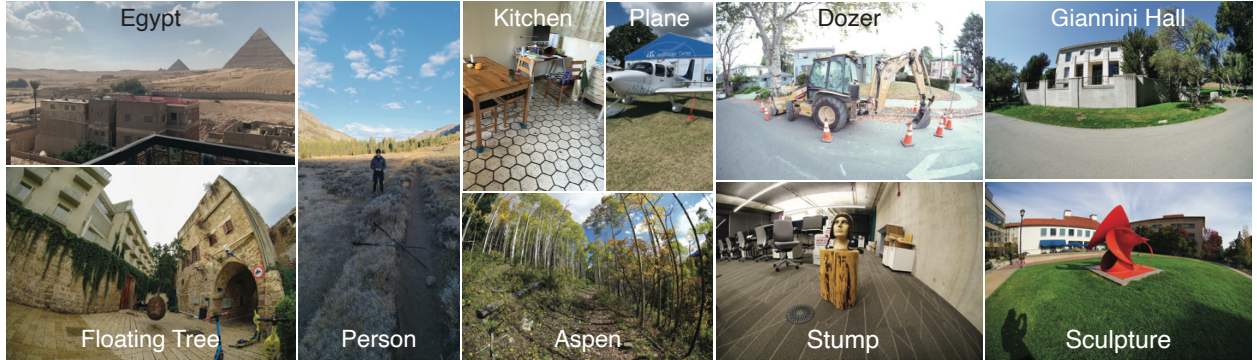 Egypt
Kitchen
Plane
Dozer
Giannini Hall
Floating Tree
Person
Aspen
Stump
Sculpture